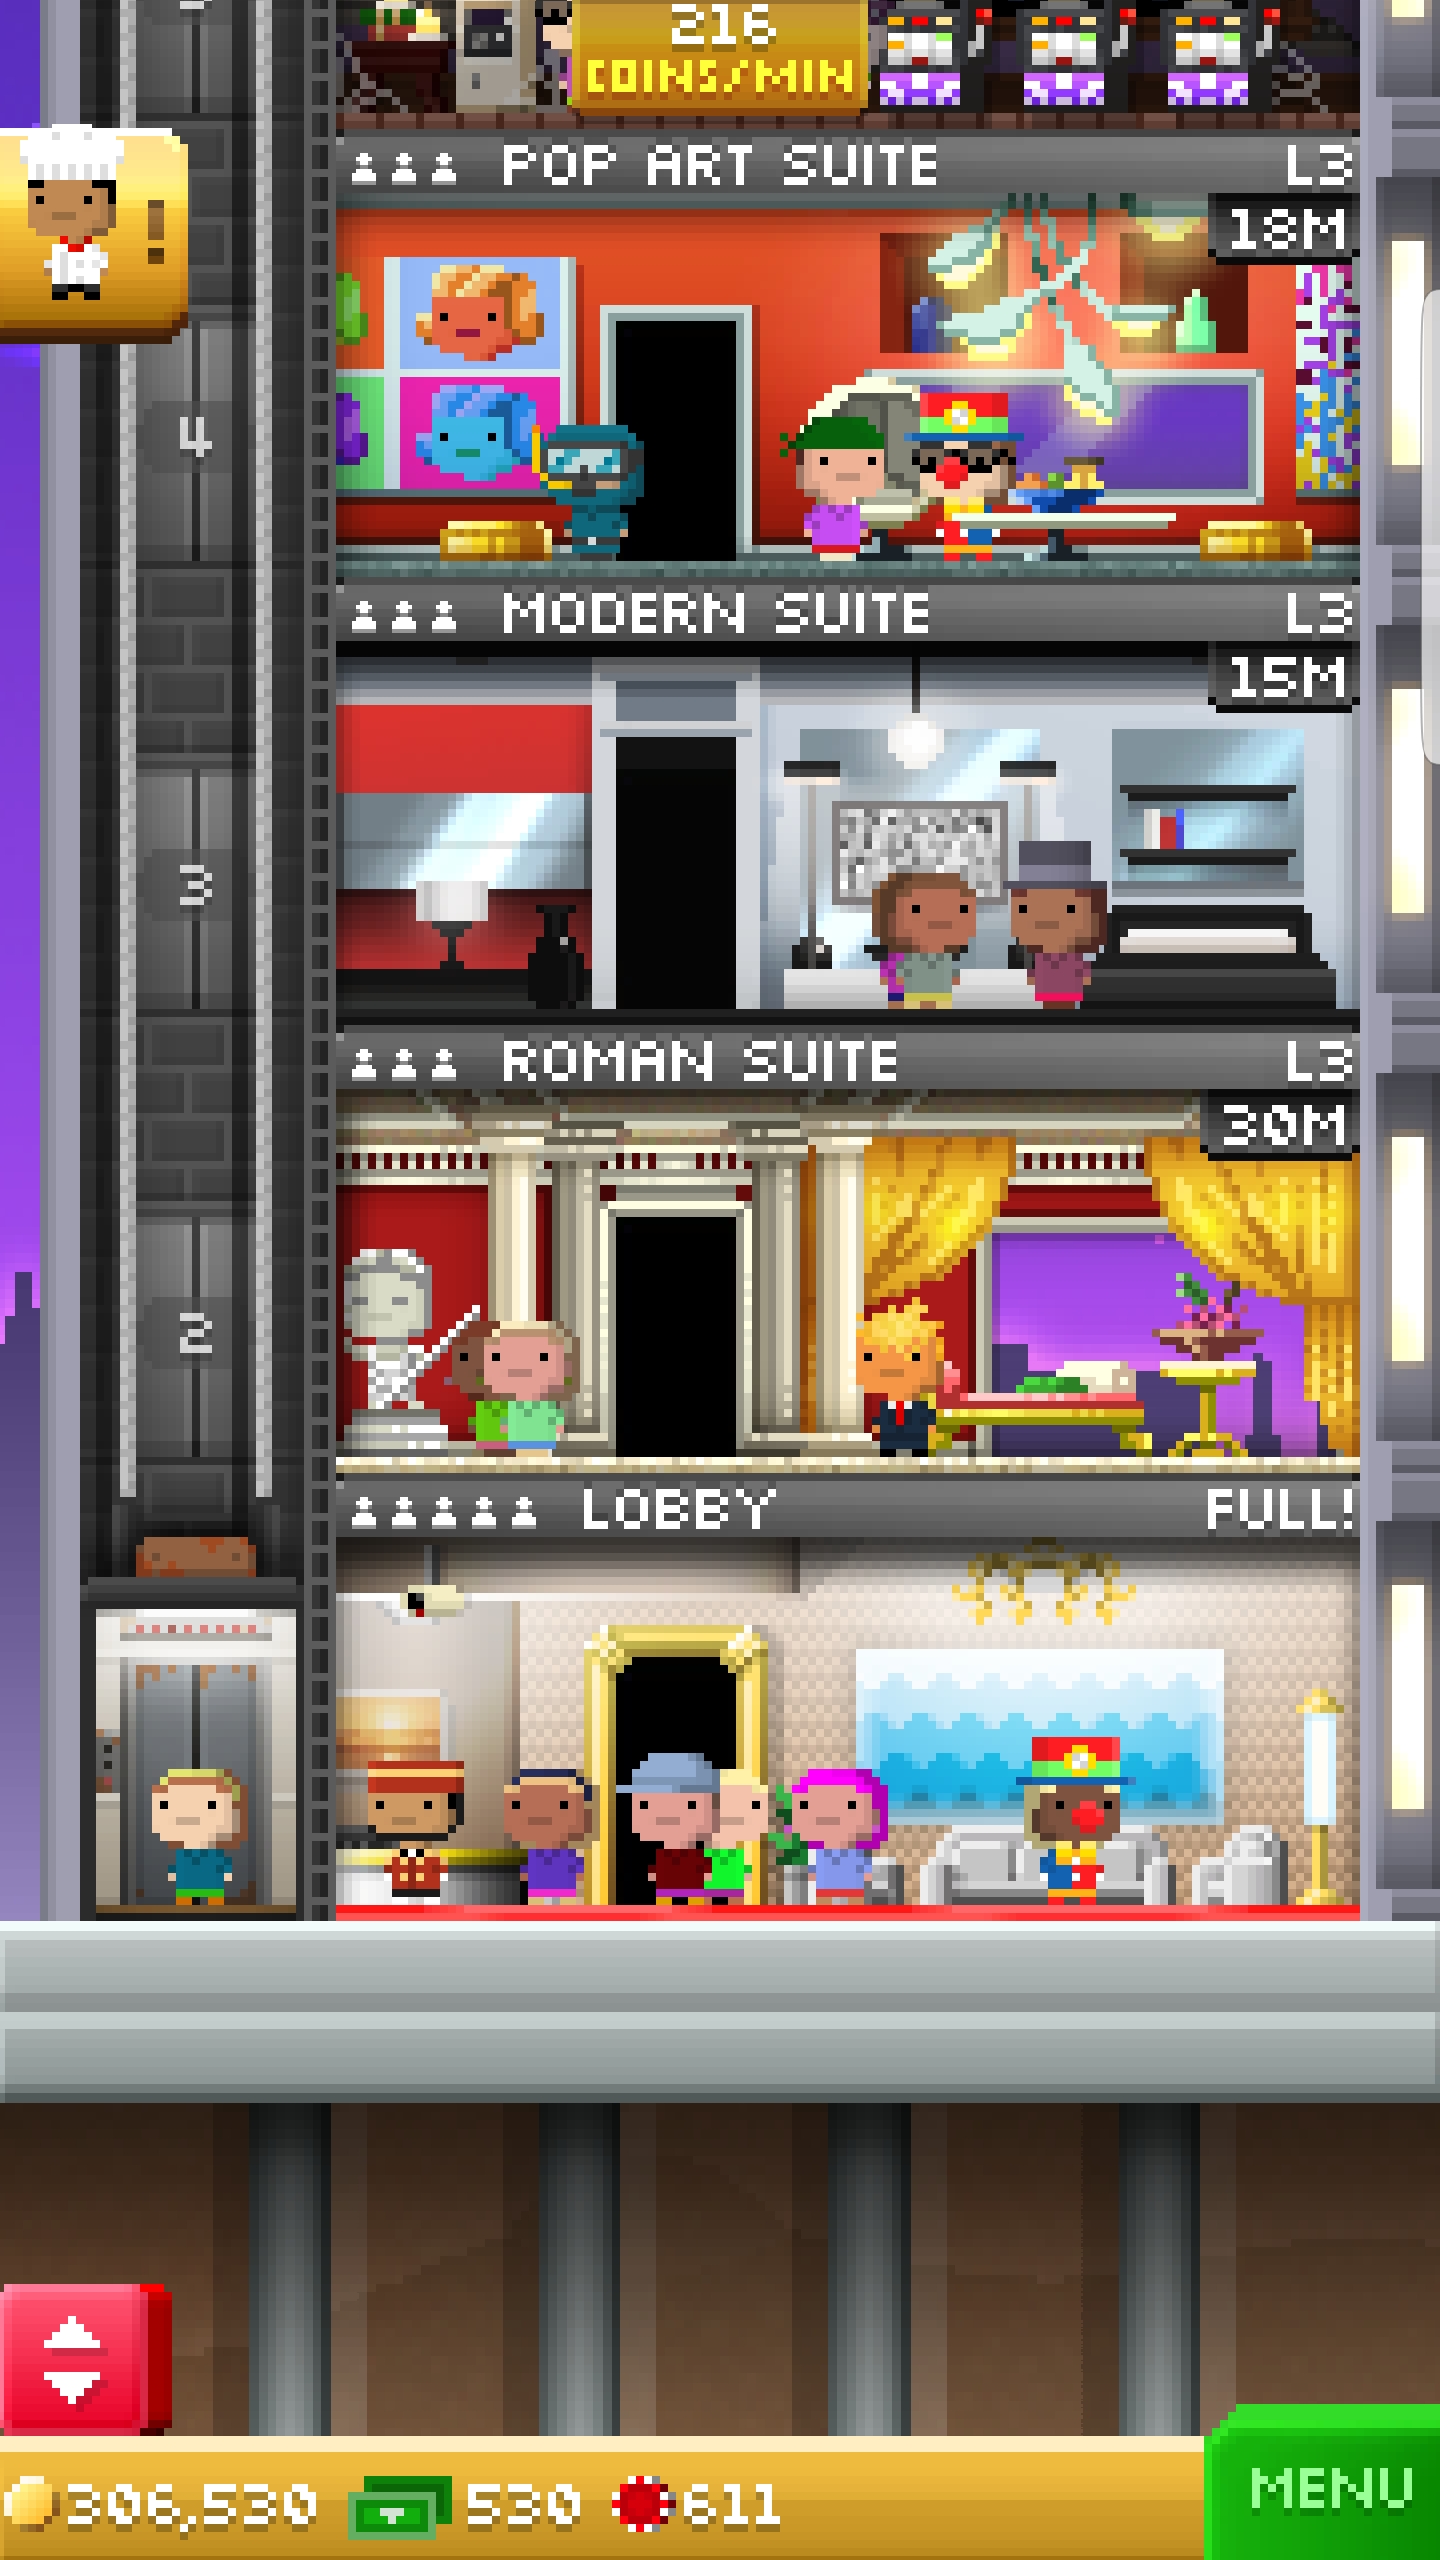 216
COINS/MIN
POP ART SUITE L3
18M
4
MODERN SUITE L3
15M
3
ROMAN SUITE L3
30M
2
LOBBY FULL!
306,530 530 611
MENU